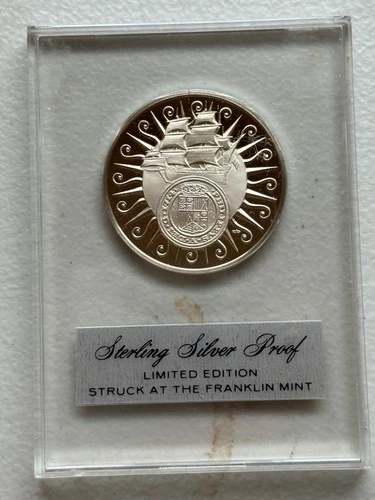 Sterling Silver Proof
LIMITED EDITION
STRUCK AT THE FRANKLIN MINT